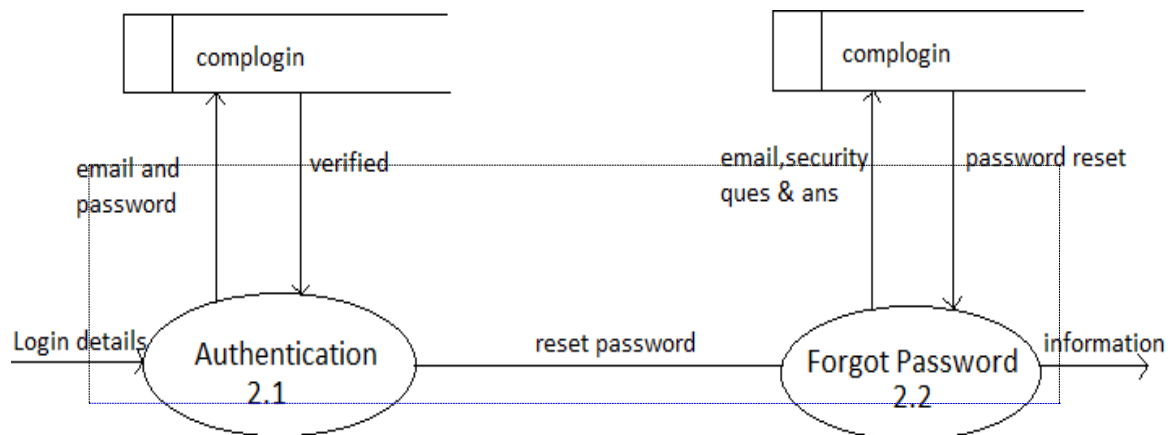 complogin
complogin
email and
password
verified
email,security
ques & ans
password reset
Login details
Authentication
2.1
reset password
Forgot Password
2.2
information